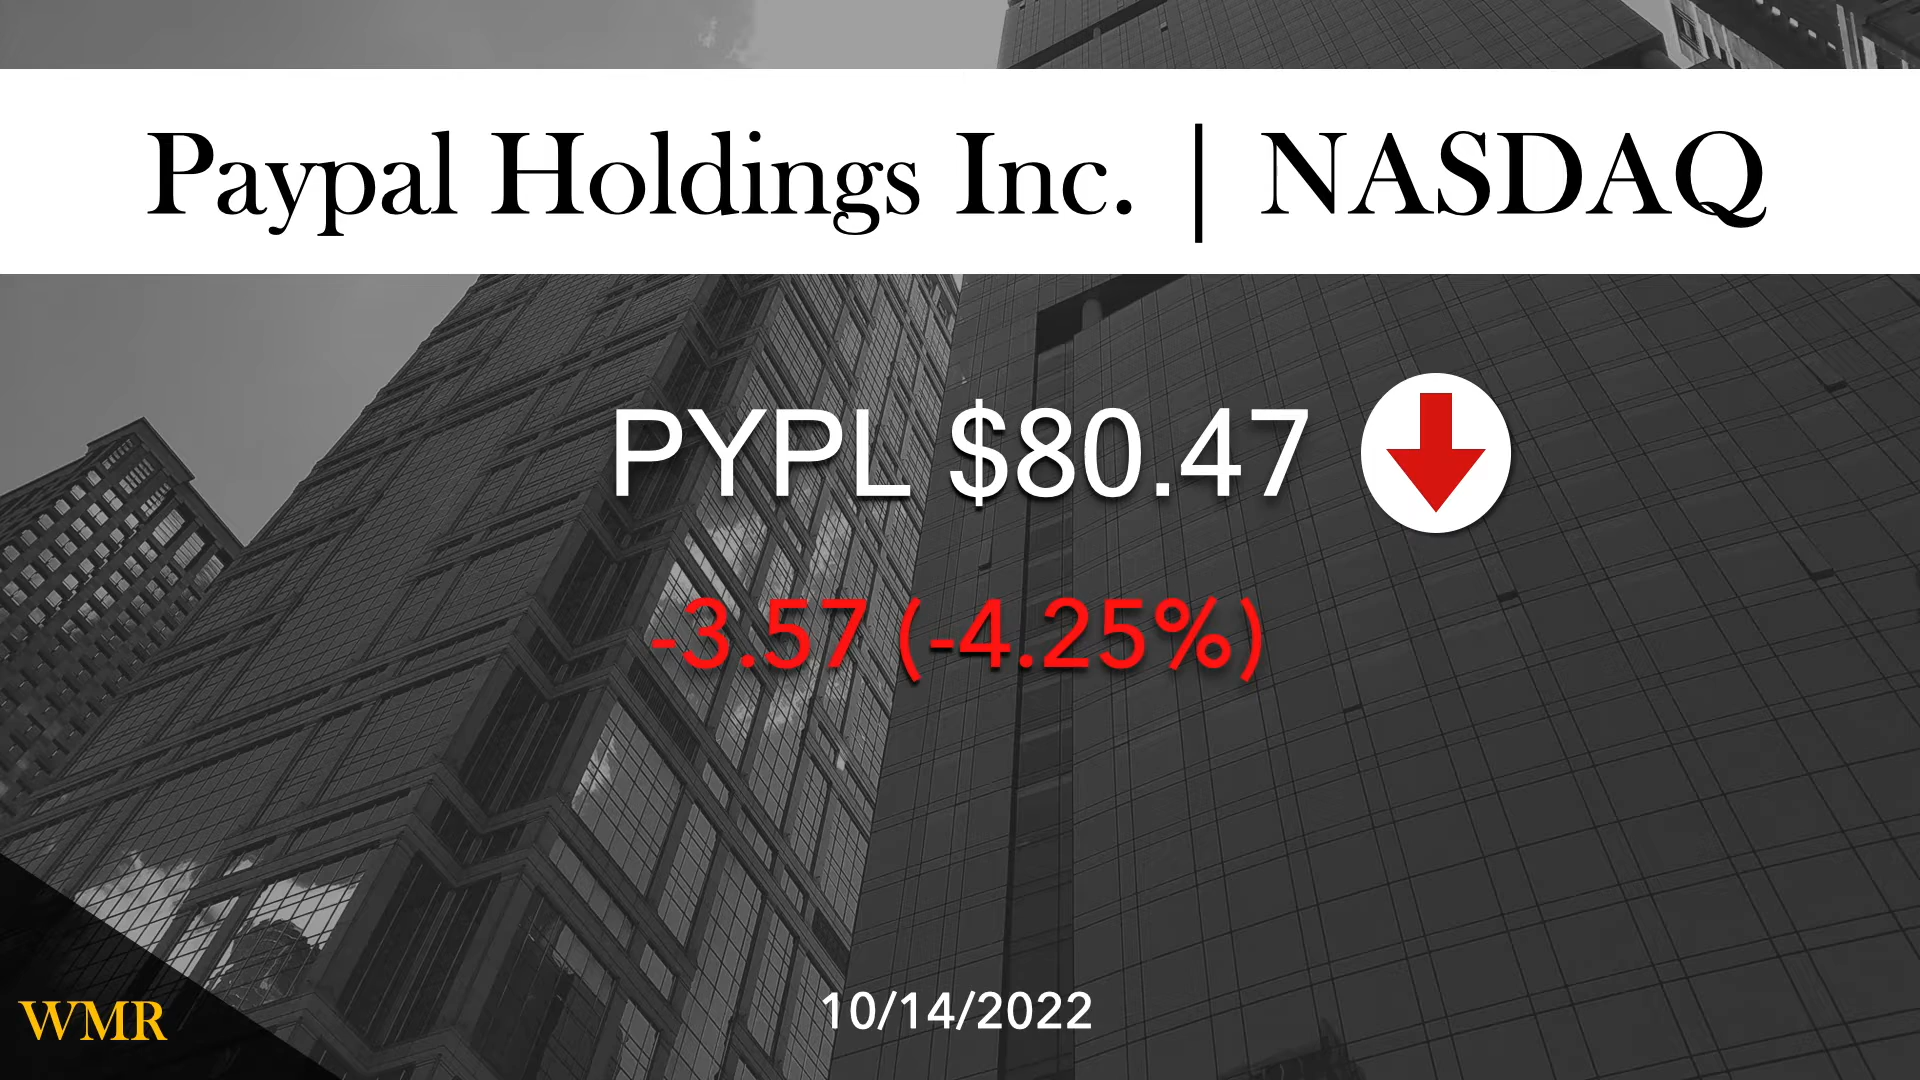 Paypal Holdings Inc. | NASDAQ
PYPL $80.47
-3.57 (-4.25%)
10/14/2022
WMR